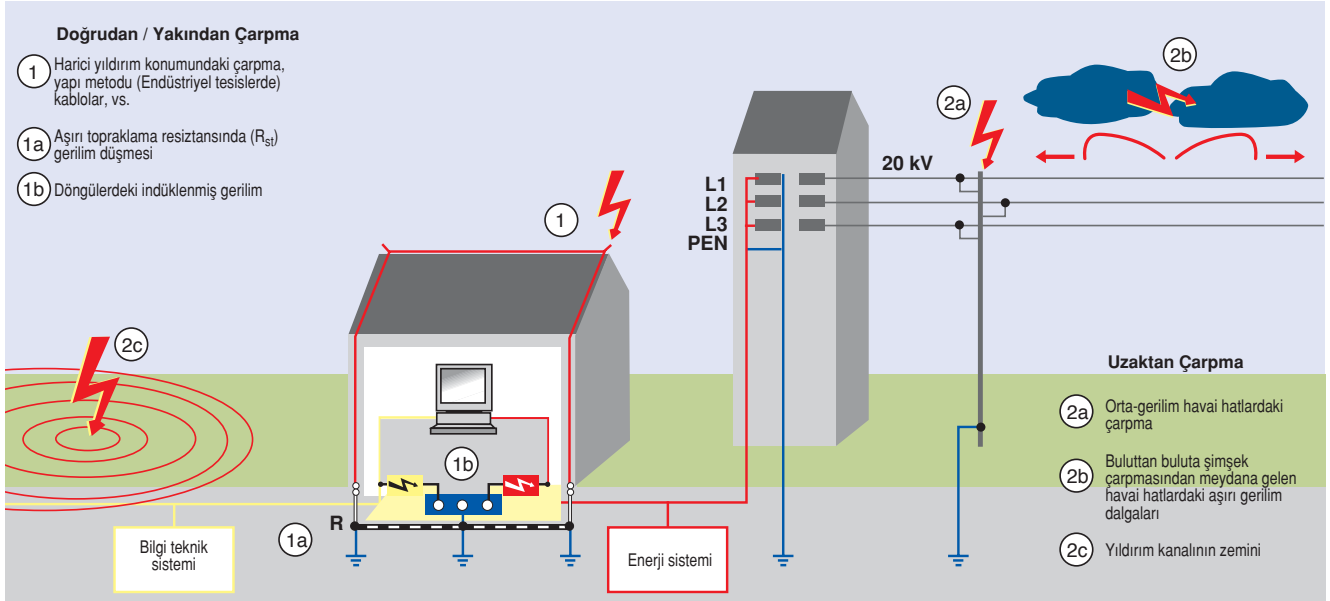 Doğrudan / Yakından Çarpma
1 Harici yıldırım konumundaki çarpma,
yapı metodu (Endüstriyel tesislerde)
kablolar, vs.
1a Aşırı topraklama resiztansında (Rst)
gerilim düşmesi
1b Döngülerdeki indüklenmiş gerilim
2b
2a
20 kV
L1
L2
L3
PEN
1
2c
1b
R
1a
Bilgi teknik
sistemi
Enerji sistemi
Uzaktan Çarpma
2a Orta-gerilim havai hatlardaki
çarpma
2b Buluttan buluta şimşek
çarpmasından meydana gelen
havai hatlardaki aşırı gerilim
dalgaları
2c Yıldırım kanalının zemini